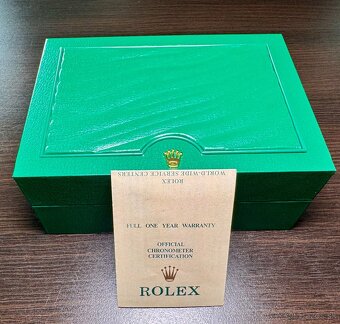 ROLEX
WORLD-WIDE SERVICE CENTERS
FULL ONE YEAR WARRANTY
OFFICIAL
CHRONOMETER
CERTIFICATION
ROLEX